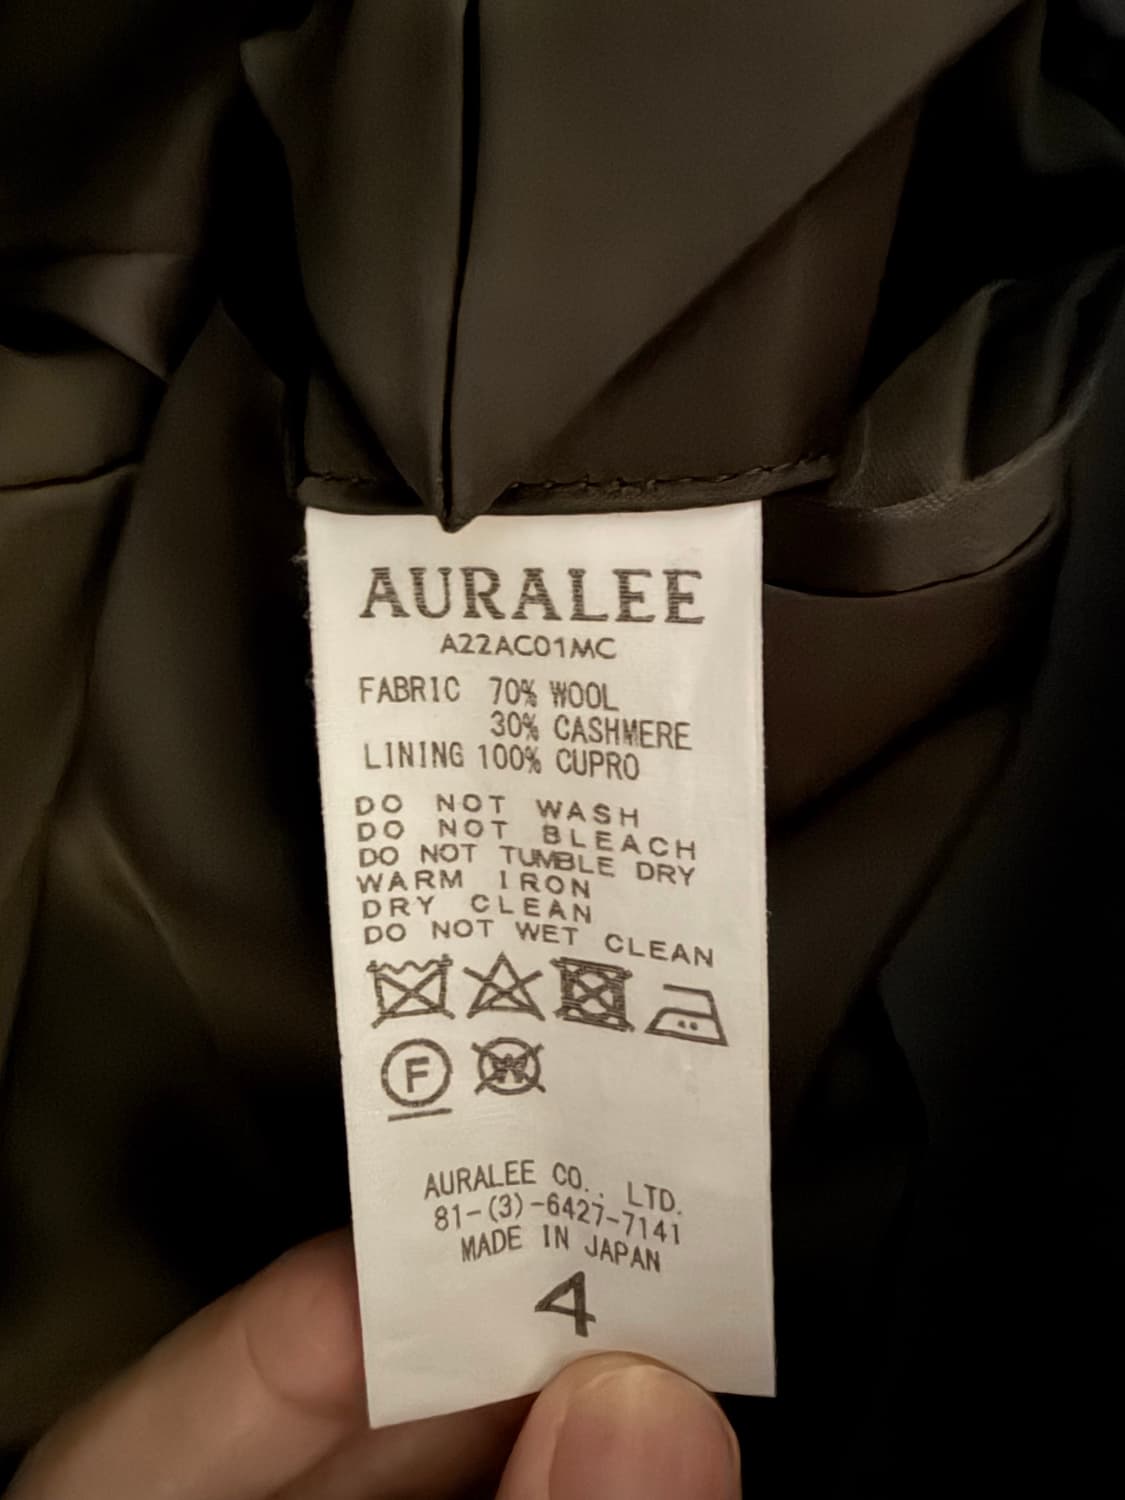 AURALEE
A22AC01MC
FABRIC 70% WOOL
30% CASHMERE
LINING 100% CUPRO
DO NOT WASH
DO NOT BLEACH
DO NOT TUMBLE DRY
WARM IRON
DRY CLEAN
DO NOT WET CLEAN
F W
AURALEE CO., LTD.
81-(3)-6427-7141
MADE IN JAPAN
4